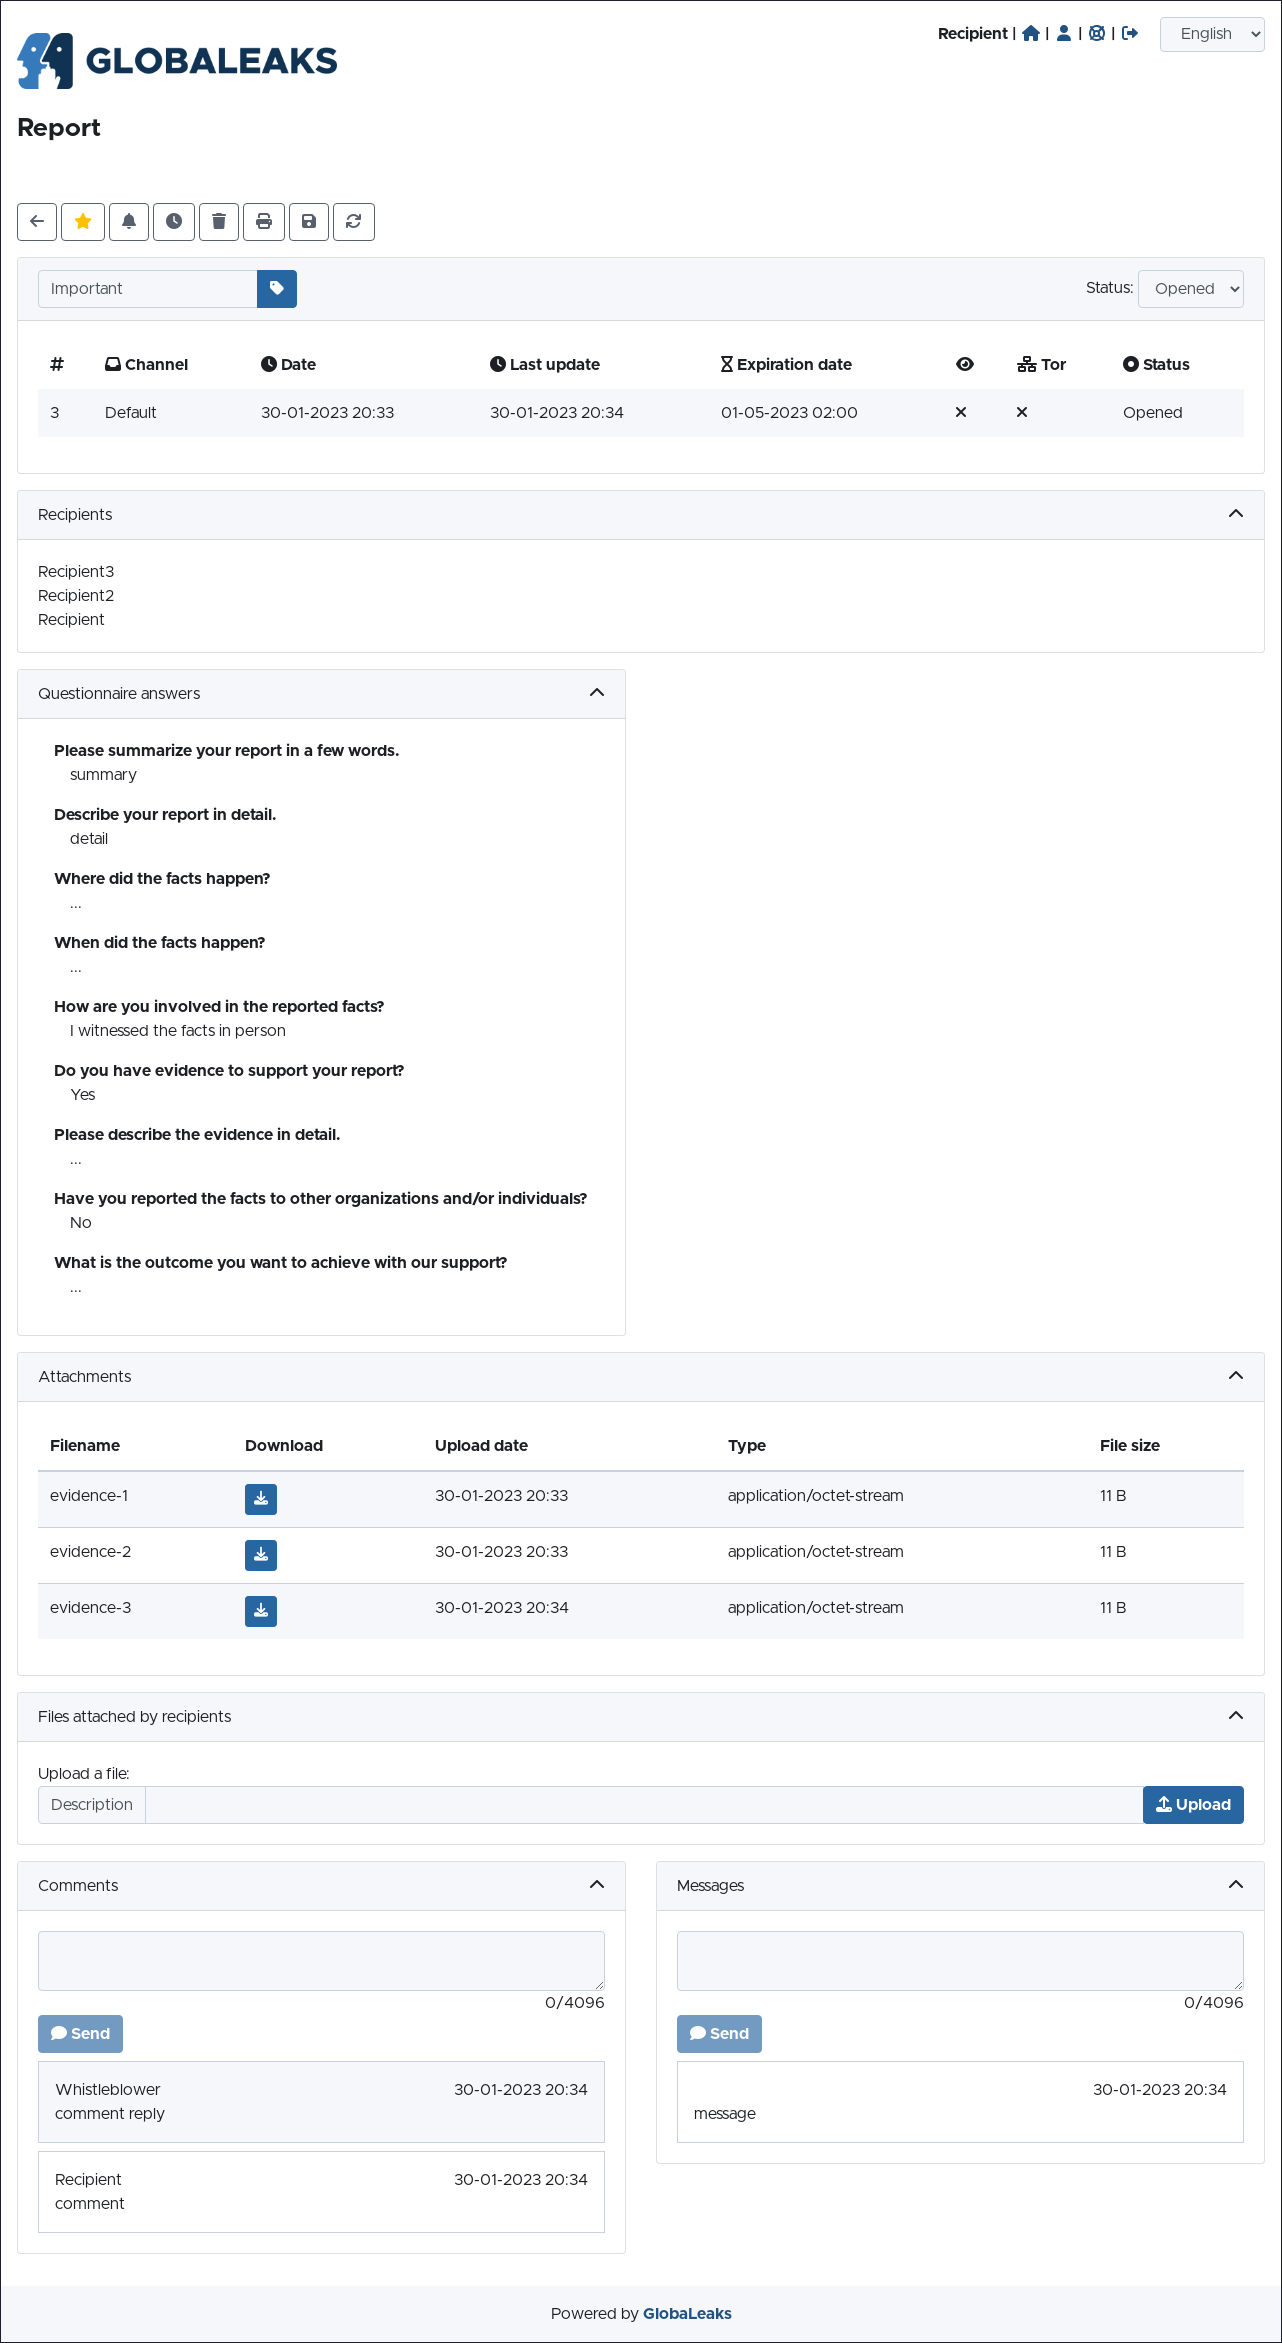 GLOBALEAKS
Recipient | | | |
English
Report
Important
Status: Opened
# Channel Date Last update Expiration date Tor Status
3 Default 30-01-2023 20:33 30-01-2023 20:34 01-05-2023 02:00 Opened
Recipients
Recipient3
Recipient2
Recipient
Questionnaire answers
Please summarize your report in a few words.
summary
Describe your report in detail.
detail
Where did the facts happen?
...
When did the facts happen?
...
How are you involved in the reported facts?
I witnessed the facts in person
Do you have evidence to support your report?
Yes
Please describe the evidence in detail.
...
Have you reported the facts to other organizations and/or individuals?
No
What is the outcome you want to achieve with our support?
...
Attachments
Filename Download Upload date Type File size
evidence-1 30-01-2023 20:33 application/octet-stream 11 B
evidence-2 30-01-2023 20:33 application/octet-stream 11 B
evidence-3 30-01-2023 20:34 application/octet-stream 11 B
Files attached by recipients
Upload a file:
Description
Upload
Comments
0/4096
Send
Whistleblower 30-01-2023 20:34
comment reply
Recipient 30-01-2023 20:34
comment
Messages
0/4096
Send
30-01-2023 20:34
message
Powered by GlobaLeaks